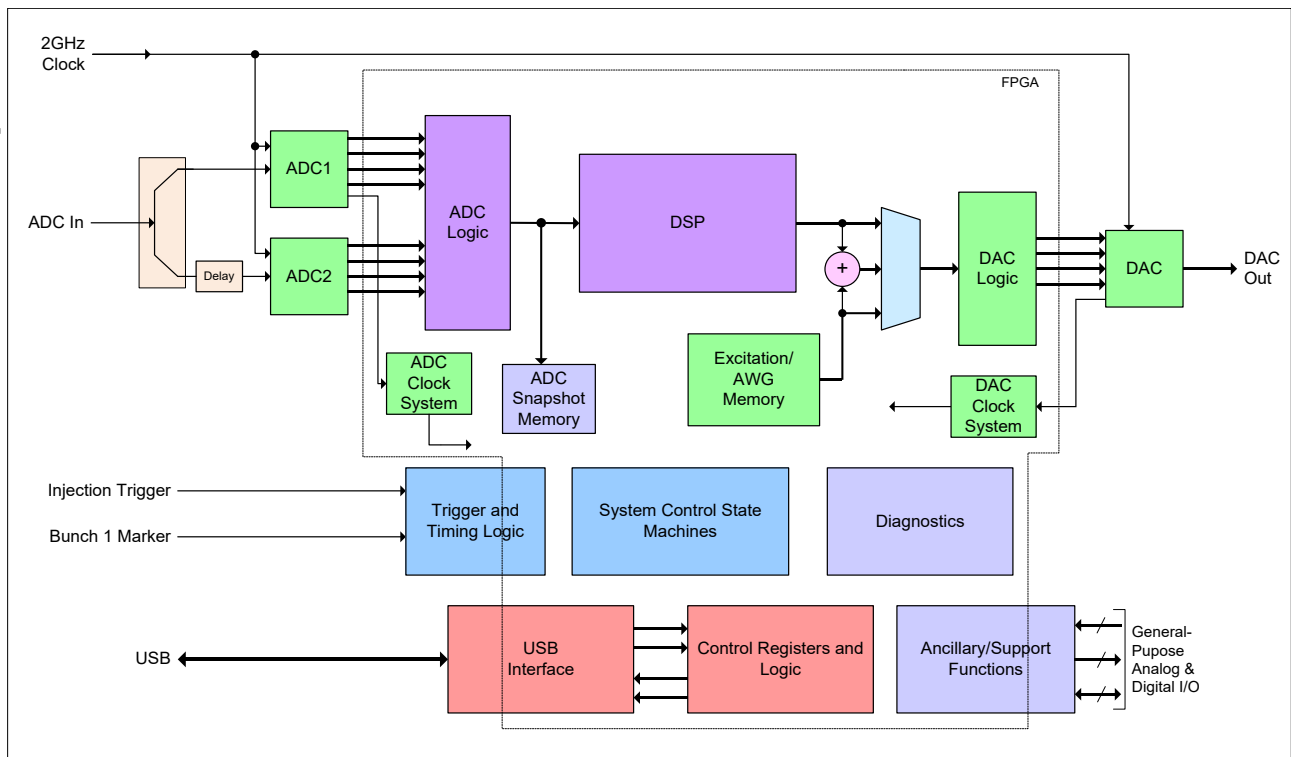 2GHz
Clock
FPGA
ADC1
ADC In
ADC
Logic
DSP
ADC2
Delay
+
DAC
Logic
DAC
DAC
Out
ADC
Clock
System
ADC
Snapshot
Memory
Excitation/
AWG
Memory
DAC
Clock
System
Injection Trigger
Bunch 1 Marker
Trigger and
Timing Logic
System Control State
Machines
Diagnostics
USB
USB
Interface
Control Registers and
Logic
Ancillary/Support
Functions
General-
Pupose
Analog &
Digital I/O